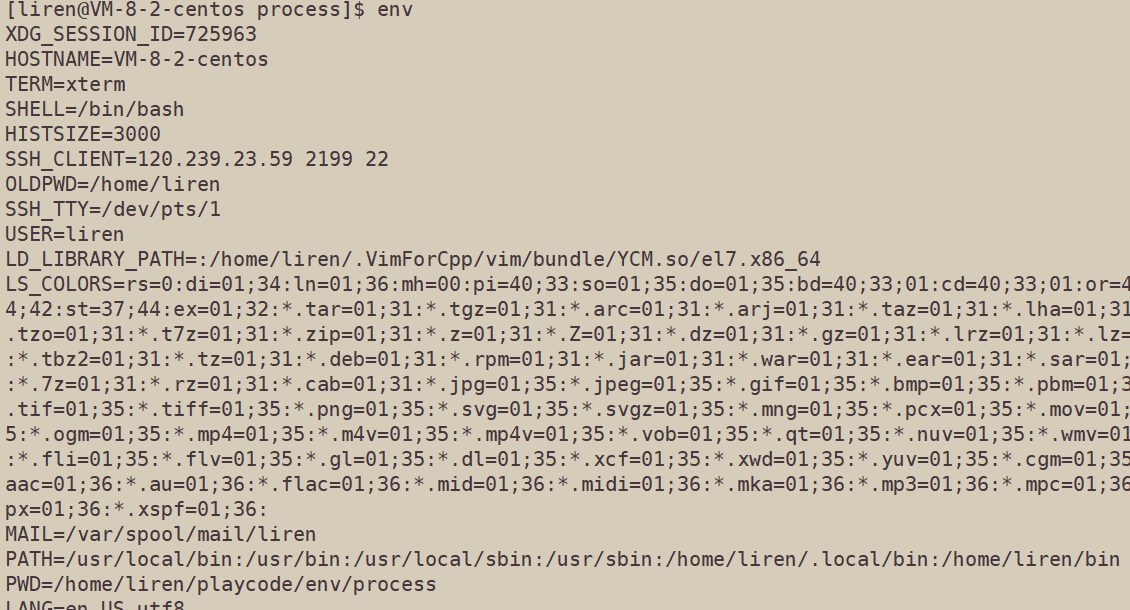 [liren@VM-8-2-centos process]$ env
XDG_SESSION_ID=725963
HOSTNAME=VM-8-2-centos
TERM=xterm
SHELL=/bin/bash
HISTSIZE=3000
SSH_CLIENT=120.239.23.59 2199 22
OLDPWD=/home/liren
SSH_TTY=/dev/pts/1
USER=liren
LD_LIBRARY_PATH=:/home/liren/.VimForCpp/vim/bundle/YCM.so/el7.x86_64
LS_COLORS=rs=0:di=01;34:ln=01;36:mh=00:pi=40;33:so=01;35:do=01;35:bd=40;33;01:cd=40;33;01:or=4
4;42:st=37;44:ex=01;32:*.tar=01;31:*.tgz=01;31:*.arc=01;31:*.arj=01;31:*.taz=01;31:*.lha=01;31
.tzo=01;31:*.t7z=01;31:*.zip=01;31:*.z=01;31:*.Z=01;31:*.dz=01;31:*.gz=01;31:*.lrz=01;31:*.lz=
:*.tbz2=01;31:*.tz=01;31:*.deb=01;31:*.rpm=01;31:*.jar=01;31:*.war=01;31:*.ear=01;31:*.sar=01;
:*.7z=01;31:*.rz=01;31:*.cab=01;31:*.jpg=01;35:*.jpeg=01;35:*.gif=01;35:*.bmp=01;35:*.pbm=01;3
.tif=01;35:*.tiff=01;35:*.png=01;35:*.svg=01;35:*.svgz=01;35:*.mng=01;35:*.pcx=01;35:*.mov=01;
5:*.ogm=01;35:*.mp4=01;35:*.m4v=01;35:*.mp4v=01;35:*.vob=01;35:*.qt=01;35:*.nuv=01;35:*.wmv=01
:*.fli=01;35:*.flv=01;35:*.gl=01;35:*.dl=01;35:*.xcf=01;35:*.xwd=01;35:*.yuv=01;35:*.cgm=01;35
aac=01;36:*.au=01;36:*.flac=01;36:*.mid=01;36:*.midi=01;36:*.mka=01;36:*.mp3=01;36:*.mpc=01;36
px=01;36:*.xspf=01;36:
MAIL=/var/spool/mail/liren
PATH=/usr/local/bin:/usr/bin:/usr/local/sbin:/usr/sbin:/home/liren/.local/bin:/home/liren/bin
PWD=/home/liren/playcode/env/process
LANG=en_US.utf8